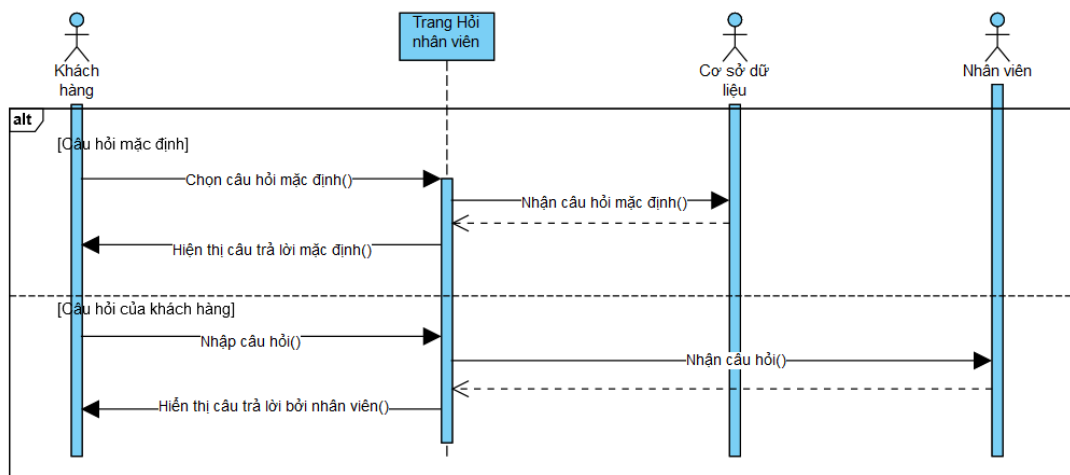 Trang Hỏi
nhân viên
Khách
hàng
Cơ sở dữ
liệu
Nhân viên
alt
[Câu hỏi mặc định]
Chọn câu hỏi mặc định()
Nhận câu hỏi mặc định()
Hiện thị câu trả lời mặc định()
[Câu hỏi của khách hàng]
Nhập câu hỏi()
Nhận câu hỏi()
Hiển thị câu trả lời bởi nhân viên()